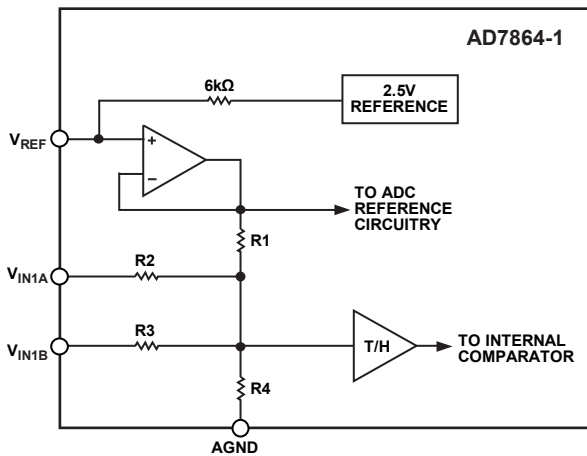 AD7864-1
6kΩ
2.5V
REFERENCE
VREF
+
−
TO ADC
REFERENCE
CIRCUITRY
R1
VIN1A
R2
VIN1B
R3
T/H
TO INTERNAL
COMPARATOR
R4
AGND